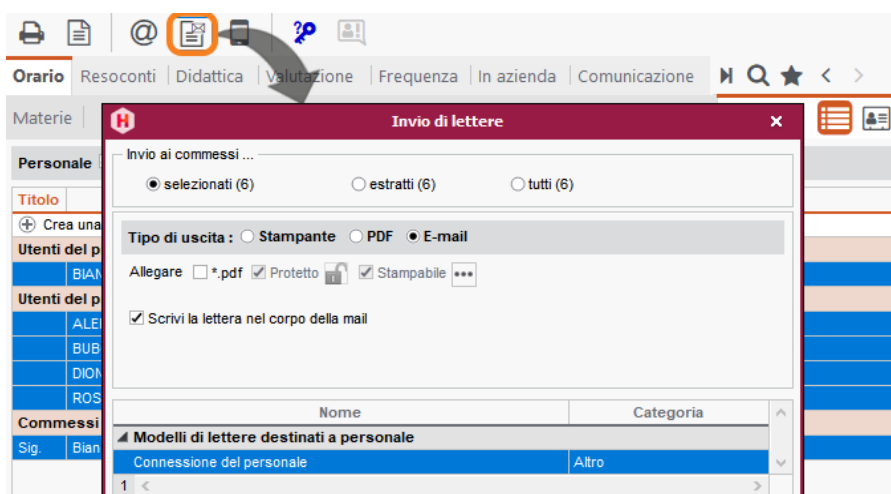 Orario Resoconti Didattica Valutazione Frequenza In azienda Comunicazione
Materie
Invio di lettere
Personale
Invio ai commessi ...
selezionati (6) estratti (6) tutti (6)
Titolo
Crea una
Tipo di uscita : Stampante PDF E-mail
Utenti del p
BIAN
Allegare *.pdf Protetto Stampabile
Utenti del p
ALE
Scrivi la lettera nel corpo della mail
BUB
DION
ROS
Nome Categoria
Commessi
Modelli di lettere destinati a personale
Sig. Bian
Connessione del personale Altro
1